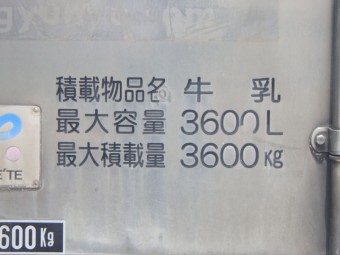 積載物品名 牛 乳
最大容量 3600L
最大積載量 3600kg
600Kg